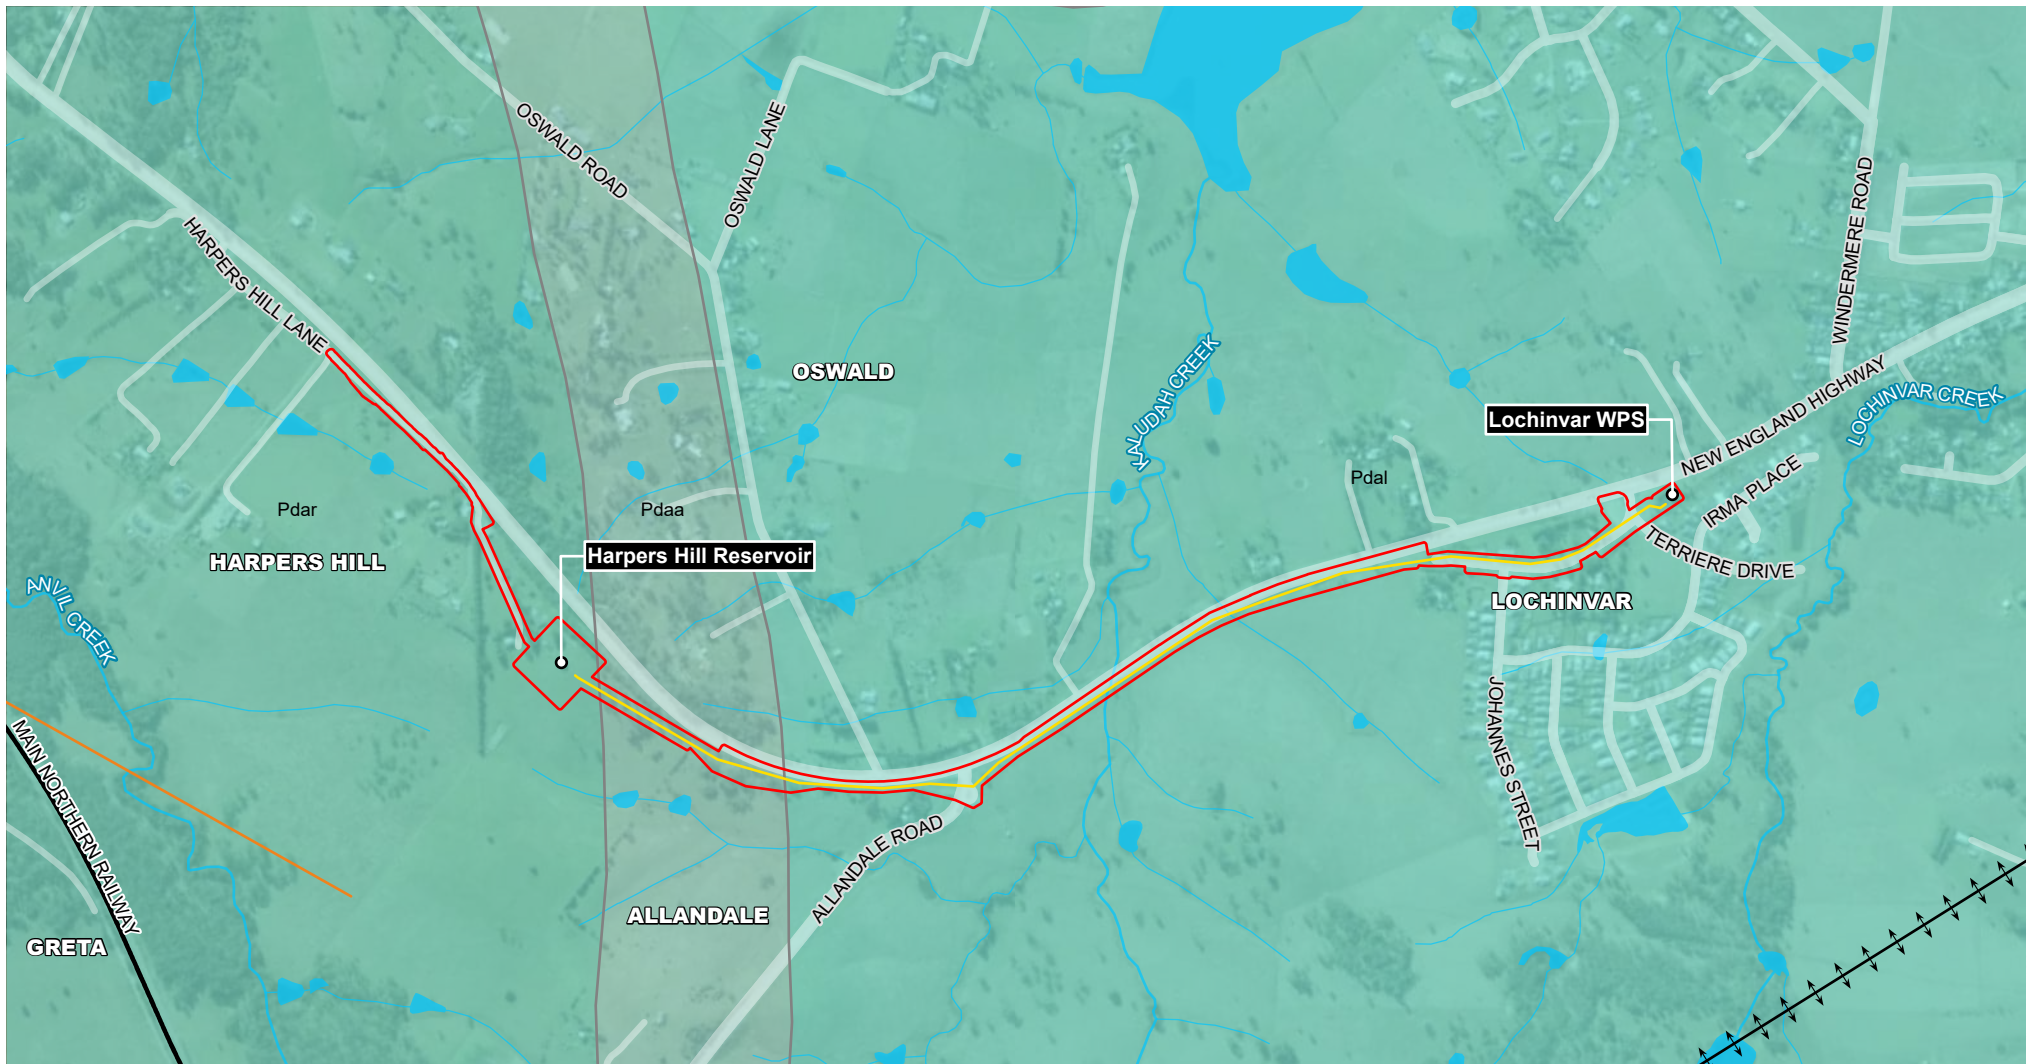 OSWALD ROAD
OSWALD LANE
WINDERMERE ROAD
HARPERS HILL LANE
OSWALD
KALUDAH CREEK
NEW ENGLAND HIGHWAY
LOCHINVAR CREEK
Lochinvar WPS
Pdal
IRMA PLACE
Pdar
Pdaa
HARPERS HILL
Harpers Hill Reservoir
TERRIERE DRIVE
LOCHINVAR
ANVIL CREEK
JOHANNES STREET
MAIN NORTHERN RAILWAY
ALLANDALE ROAD
ALLANDALE
GRETA